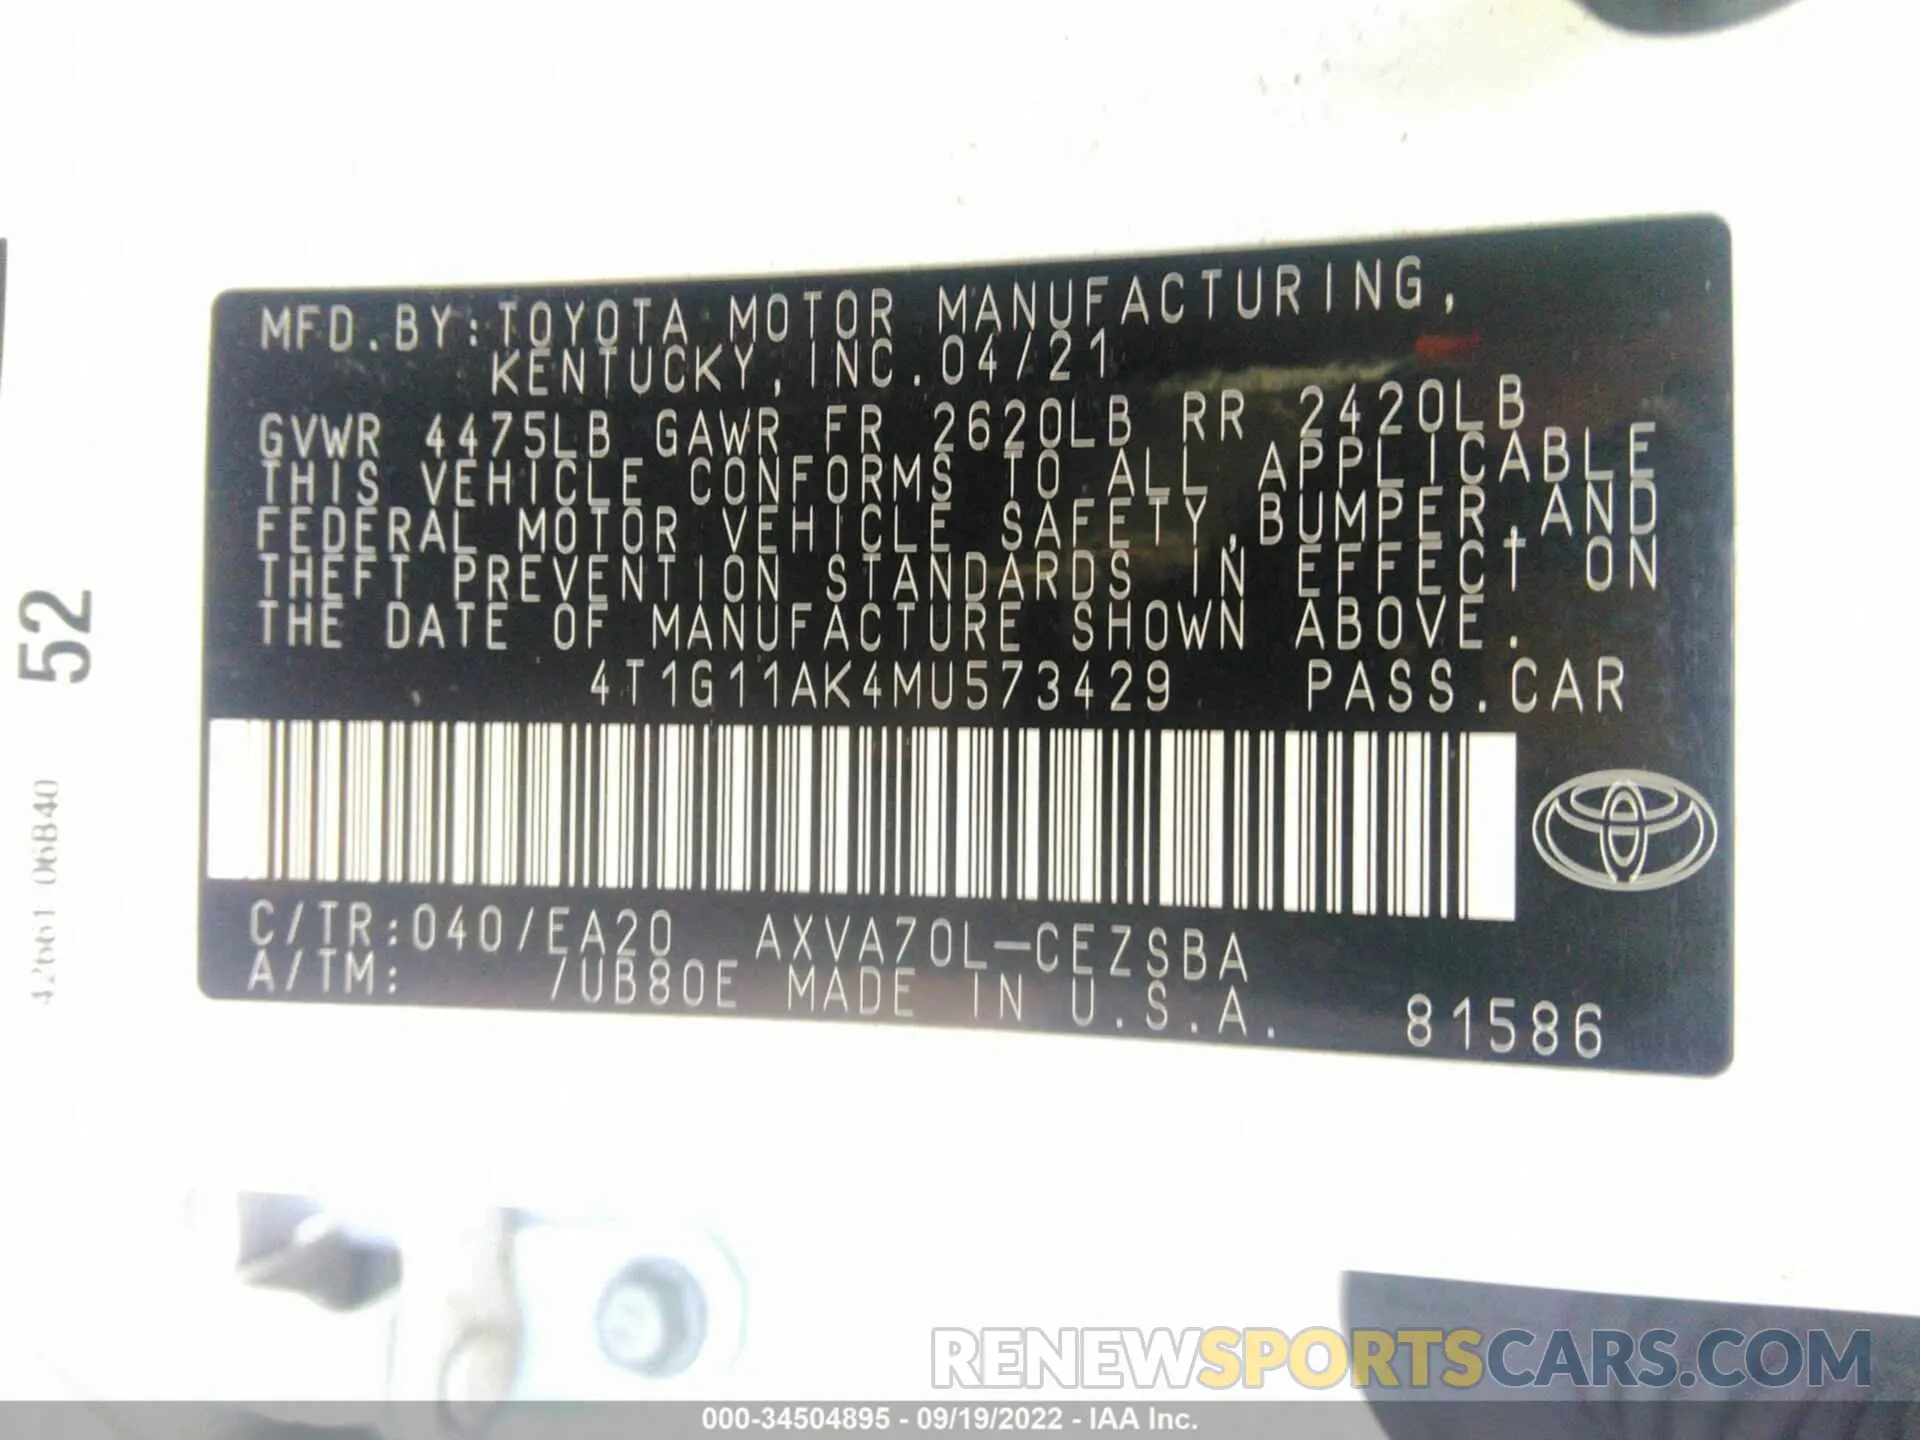 MFD.BY:TOYOTA MOTOR MANUFACTURING,
KENTUCKY,INC.04/21
GVWR 4475LB GAWR FR 2620LB RR 2420LB
THIS VEHICLE CONFORMS TO ALL APPLICABLE
FEDERAL MOTOR VEHICLE SAFETY,BUMPER,AND
THEFT PREVENTION STANDARDS IN EFFECT ON
THE DATE OF MANUFACTURE SHOWN ABOVE.
4T1G11AK4MU573429 PASS.CAR
C/TR:040/EA20 AXVA70L-CEZSBA
A/TM: /UB80E MADE IN U.S.A. 81586
52
42661 06B40
RENEWSPORTSCARS.COM
000-34504895 - 09/19/2022 - IAA Inc.